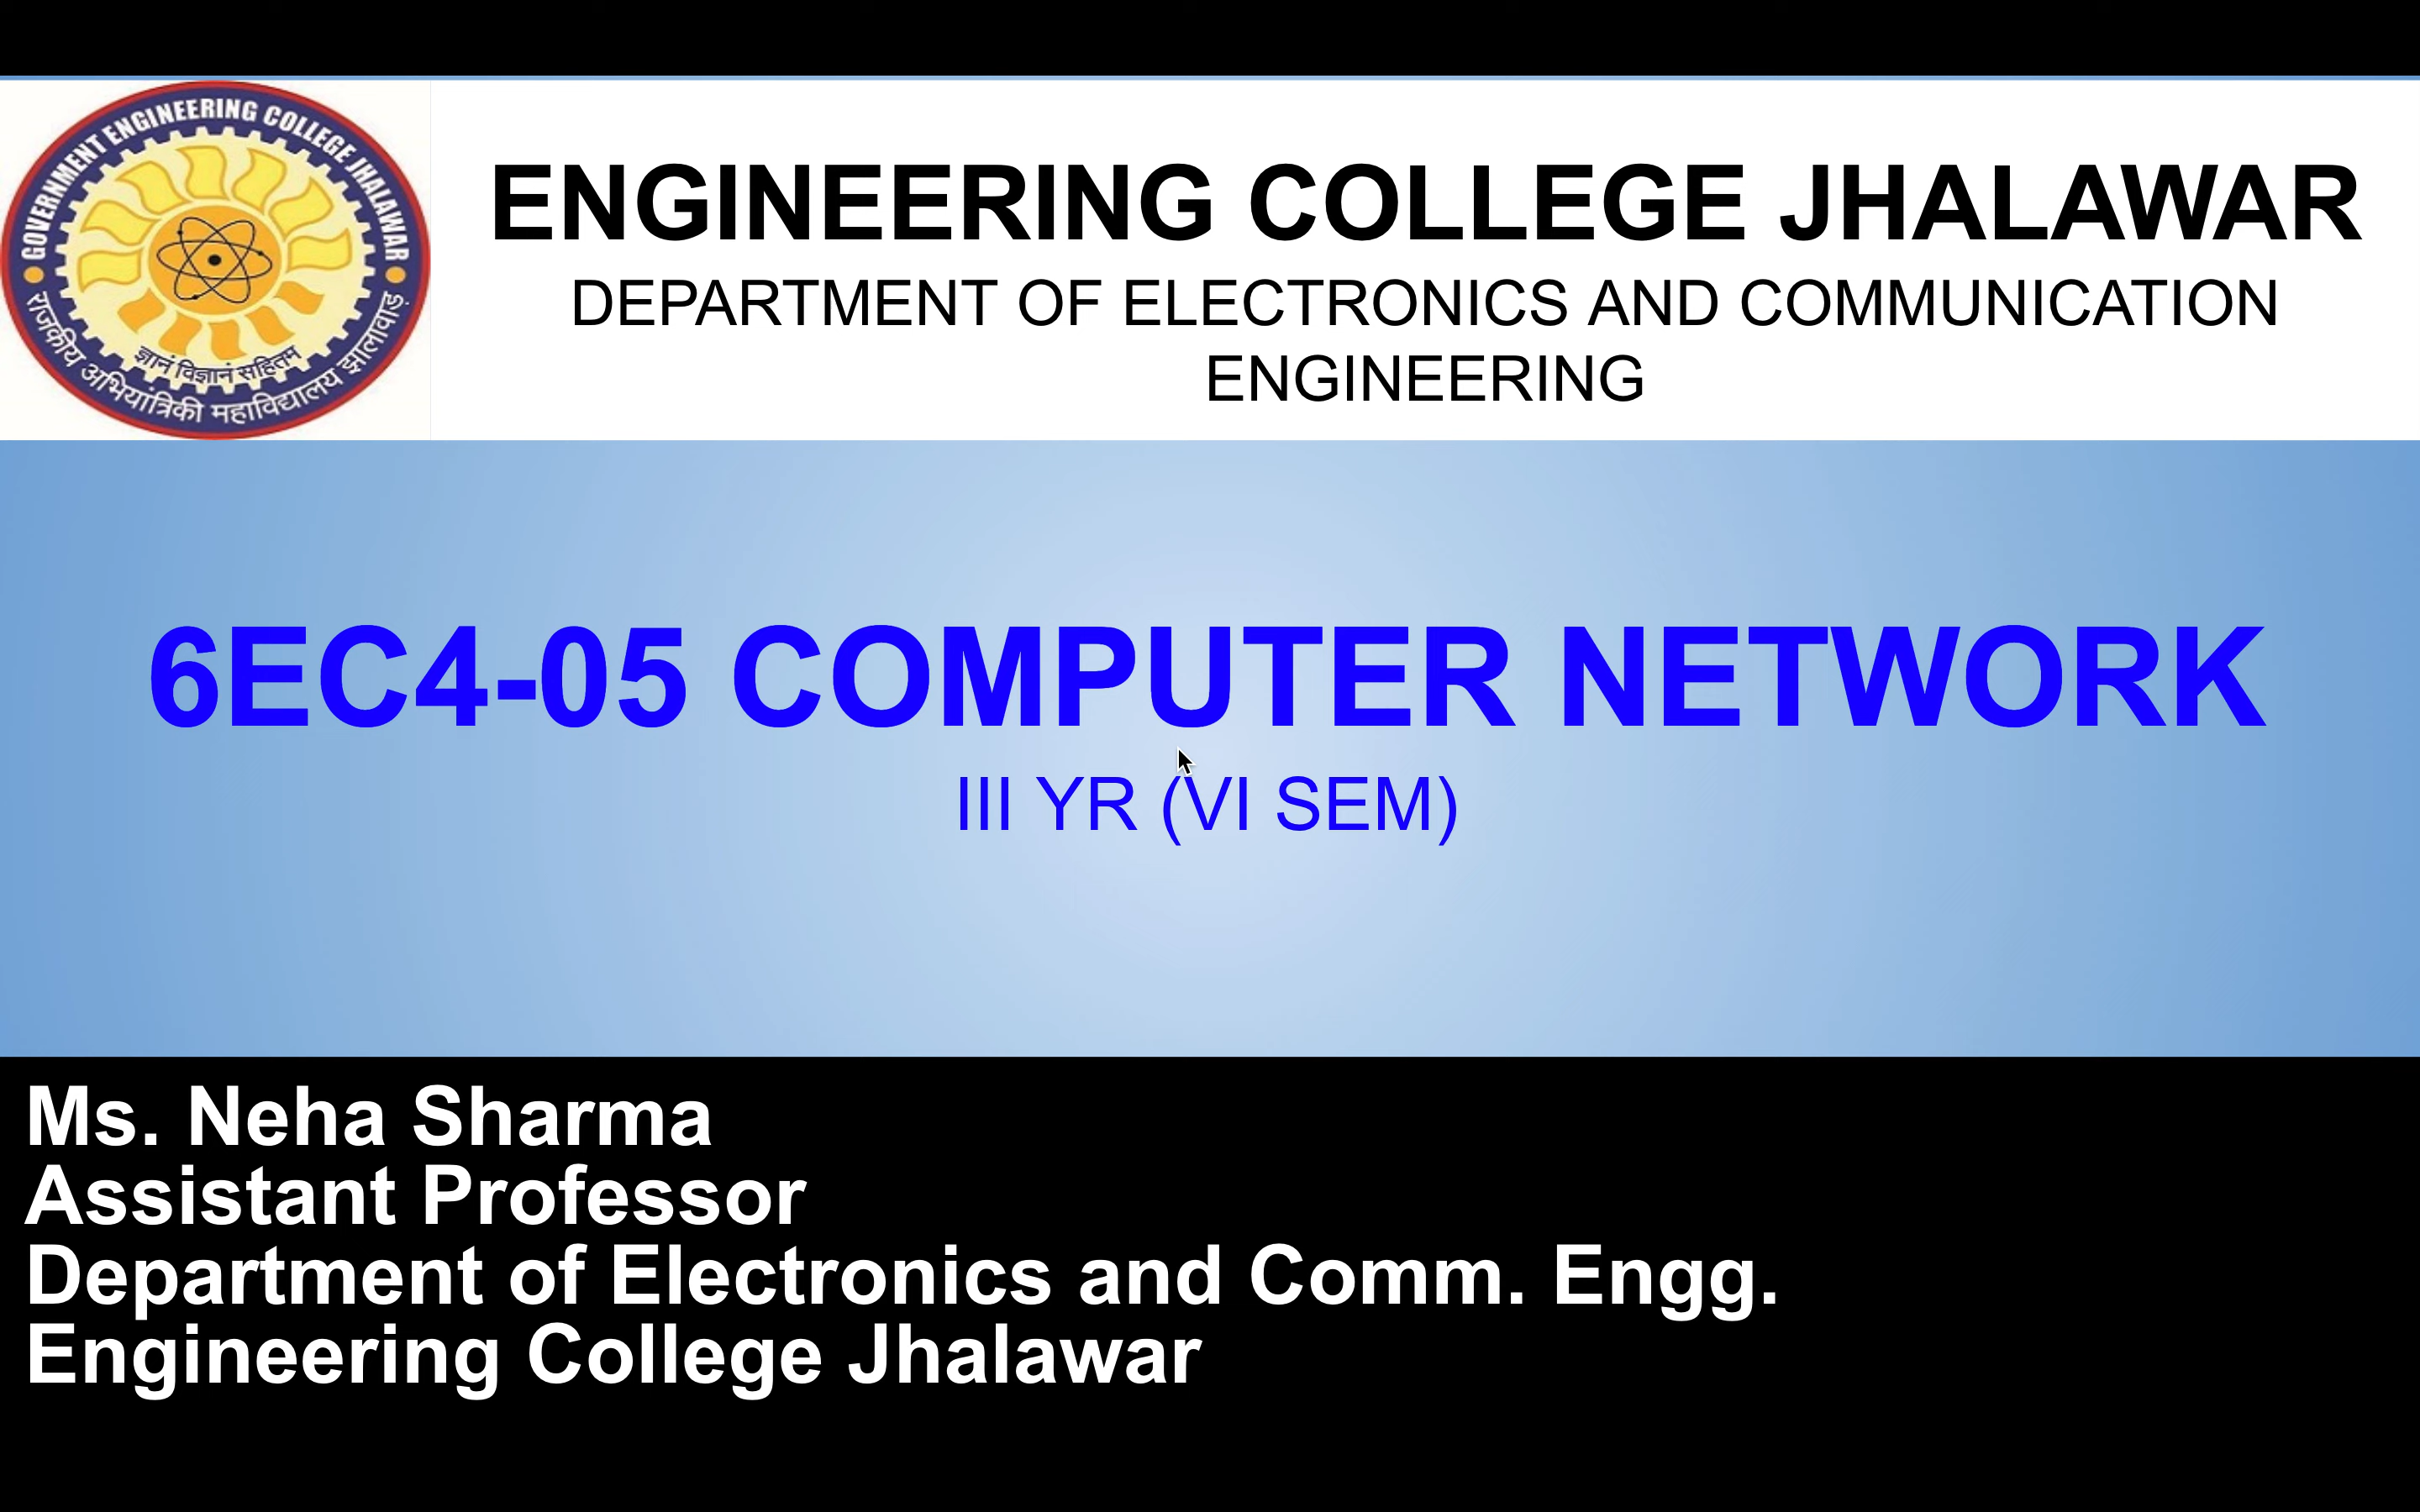 GOVERNMENT ENGINEERING COLLEGE JHALAWAR
ज्ञानं विज्ञानं सहितम्
राजकीय अभियांत्रिकी महाविद्यालय झालावाड़
ENGINEERING COLLEGE JHALAWAR
DEPARTMENT OF ELECTRONICS AND COMMUNICATION
ENGINEERING
6EC4-05 COMPUTER NETWORK
III YR (VI SEM)
Ms. Neha Sharma
Assistant Professor
Department of Electronics and Comm. Engg.
Engineering College Jhalawar